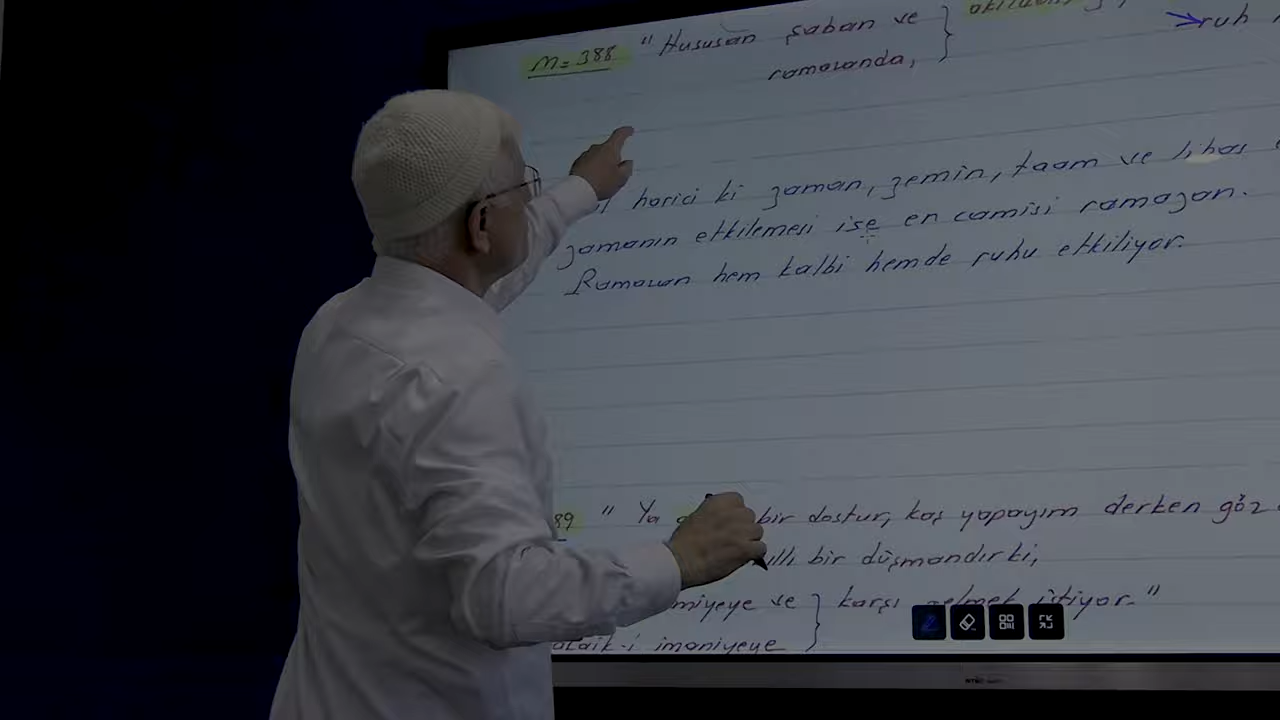 M = 388 " Hususan şaban ve
ramazanda,
ruh
harici ki zaman, zemin, taam ve libas
zamanın etkilemesi ise en camisi ramazan.
Ramazan hem kalbi hemde ruhu etkiliyor.
89 " Ya bir dostur, kaş yapayım derken göz
bir düşmandır ki,
miyeye ve karşı gelmek istiyor."
-i imaniyeye